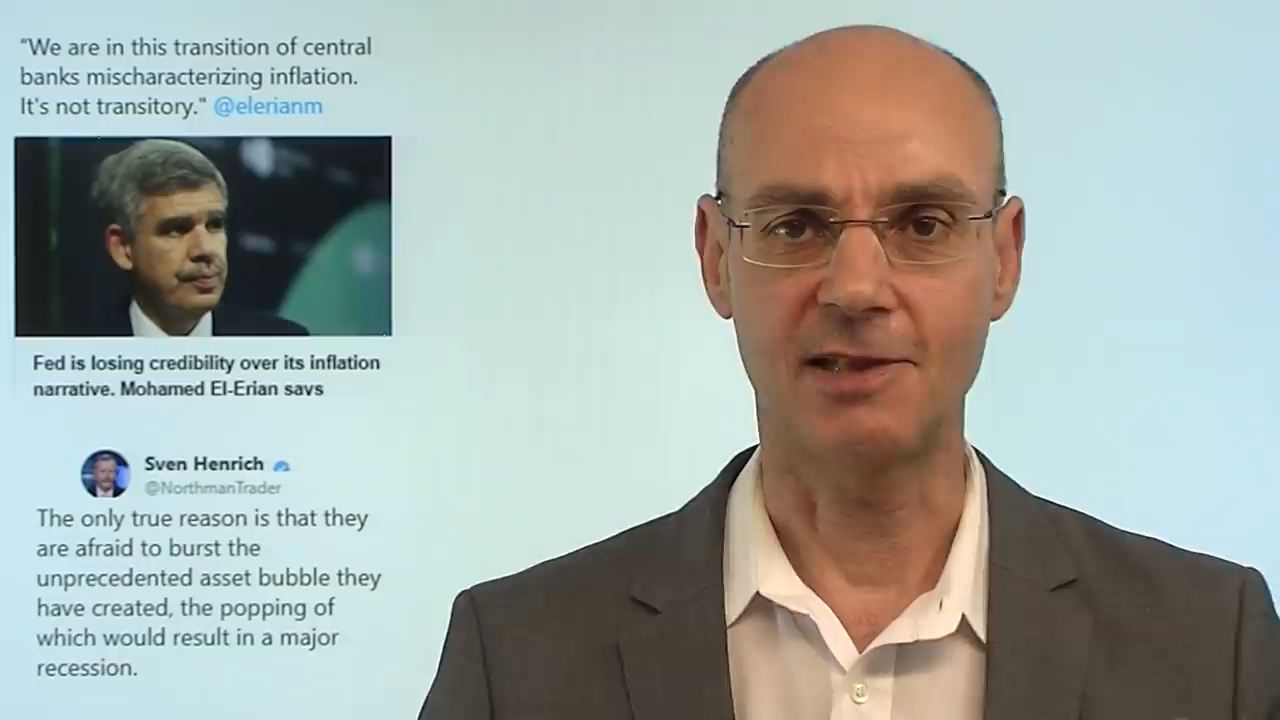 "We are in this transition of central
banks mischaracterizing inflation.
It's not transitory." @elerianm
Fed is losing credibility over its inflation
narrative. Mohamed El-Erian says
Sven Henrich
@NorthmanTrader
The only true reason is that they
are afraid to burst the
unprecedented asset bubble they
have created, the popping of
which would result in a major
recession.